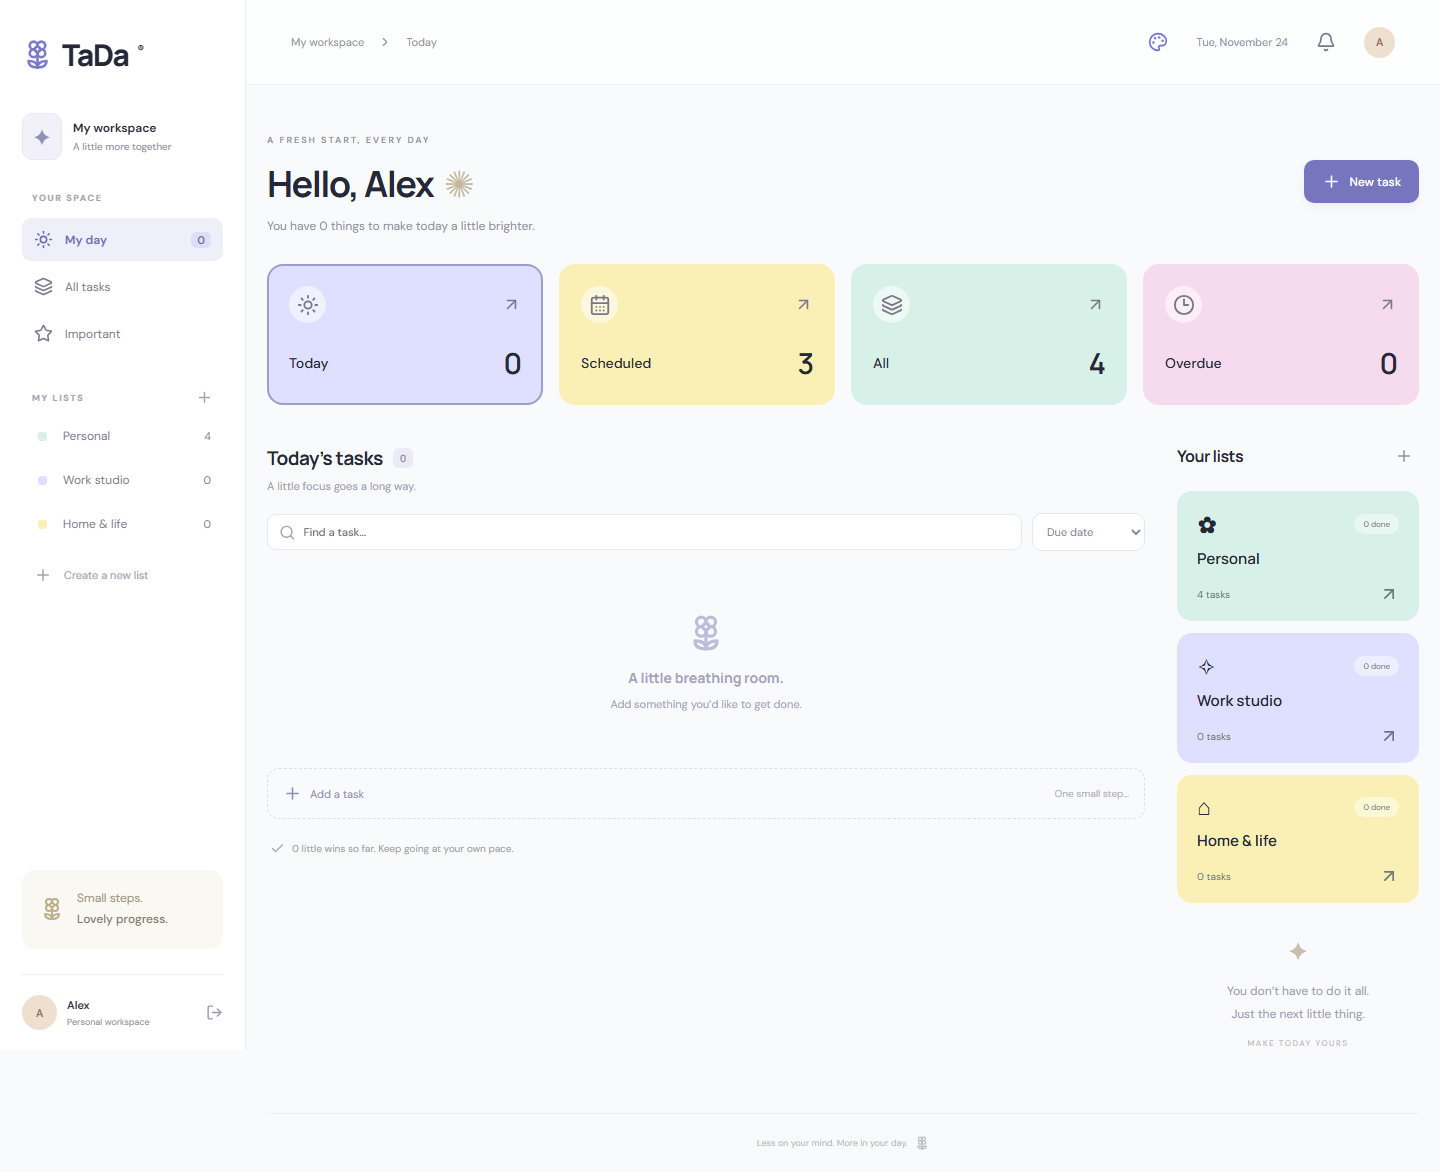 TaDa
My workspace
A little more together
YOUR SPACE
My day 0
All tasks
Important
MY LISTS
Personal 4
Work studio 0
Home & life 0
Create a new list
Small steps.
Lovely progress.
A
Alex
Personal workspace
My workspace > Today
Tue, November 24
A
A FRESH START, EVERY DAY
Hello, Alex
You have 0 things to make today a little brighter.
New task
Today 0
Scheduled 3
All 4
Overdue 0
Today's tasks 0
A little focus goes a long way.
Find a task...
Due date
A little breathing room.
Add something you'd like to get done.
Add a task
One small step...
0 little wins so far. Keep going at your own pace.
Your lists
0 done
Personal
4 tasks
0 done
Work studio
0 tasks
0 done
Home & life
0 tasks
You don't have to do it all.
Just the next little thing.
MAKE TODAY YOURS
Less on your mind. More in your day.